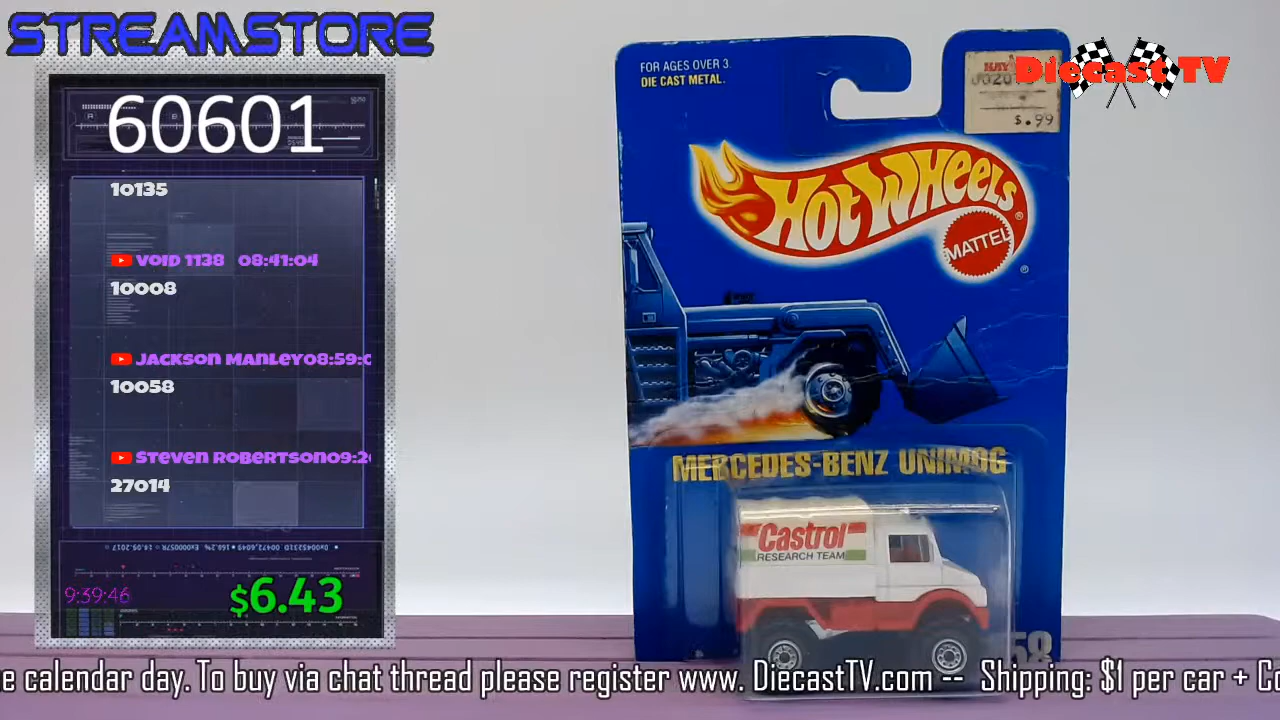 STREAMSTORE
60601
10135
VOID 1138 08:41:04
10008
JACKSON MANLEY08:59:0
10058
STEVEN ROBERTSON09:2
27014
9:39:46
$6.43
FOR AGES OVER 3.
DIE CAST METAL.
Diecast TV
$.99
HOT WHEELS
®
MATTEL
®
MERCEDES-BENZ UNIMOG
Castrol
RESEARCH TEAM
58
e calendar day. To buy via chat thread please register www. DiecastTV.com -- Shipping: $1 per car + Co